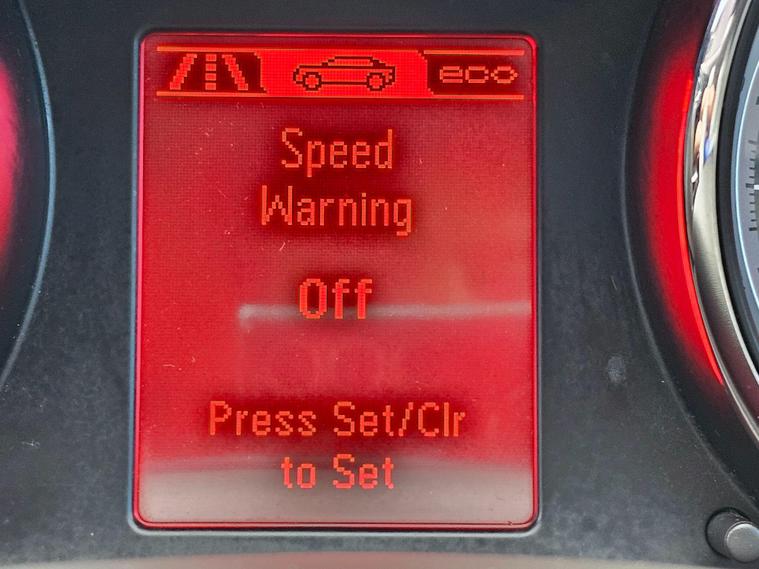 eco
Speed
Warning
Off
Press Set/Clr
to Set